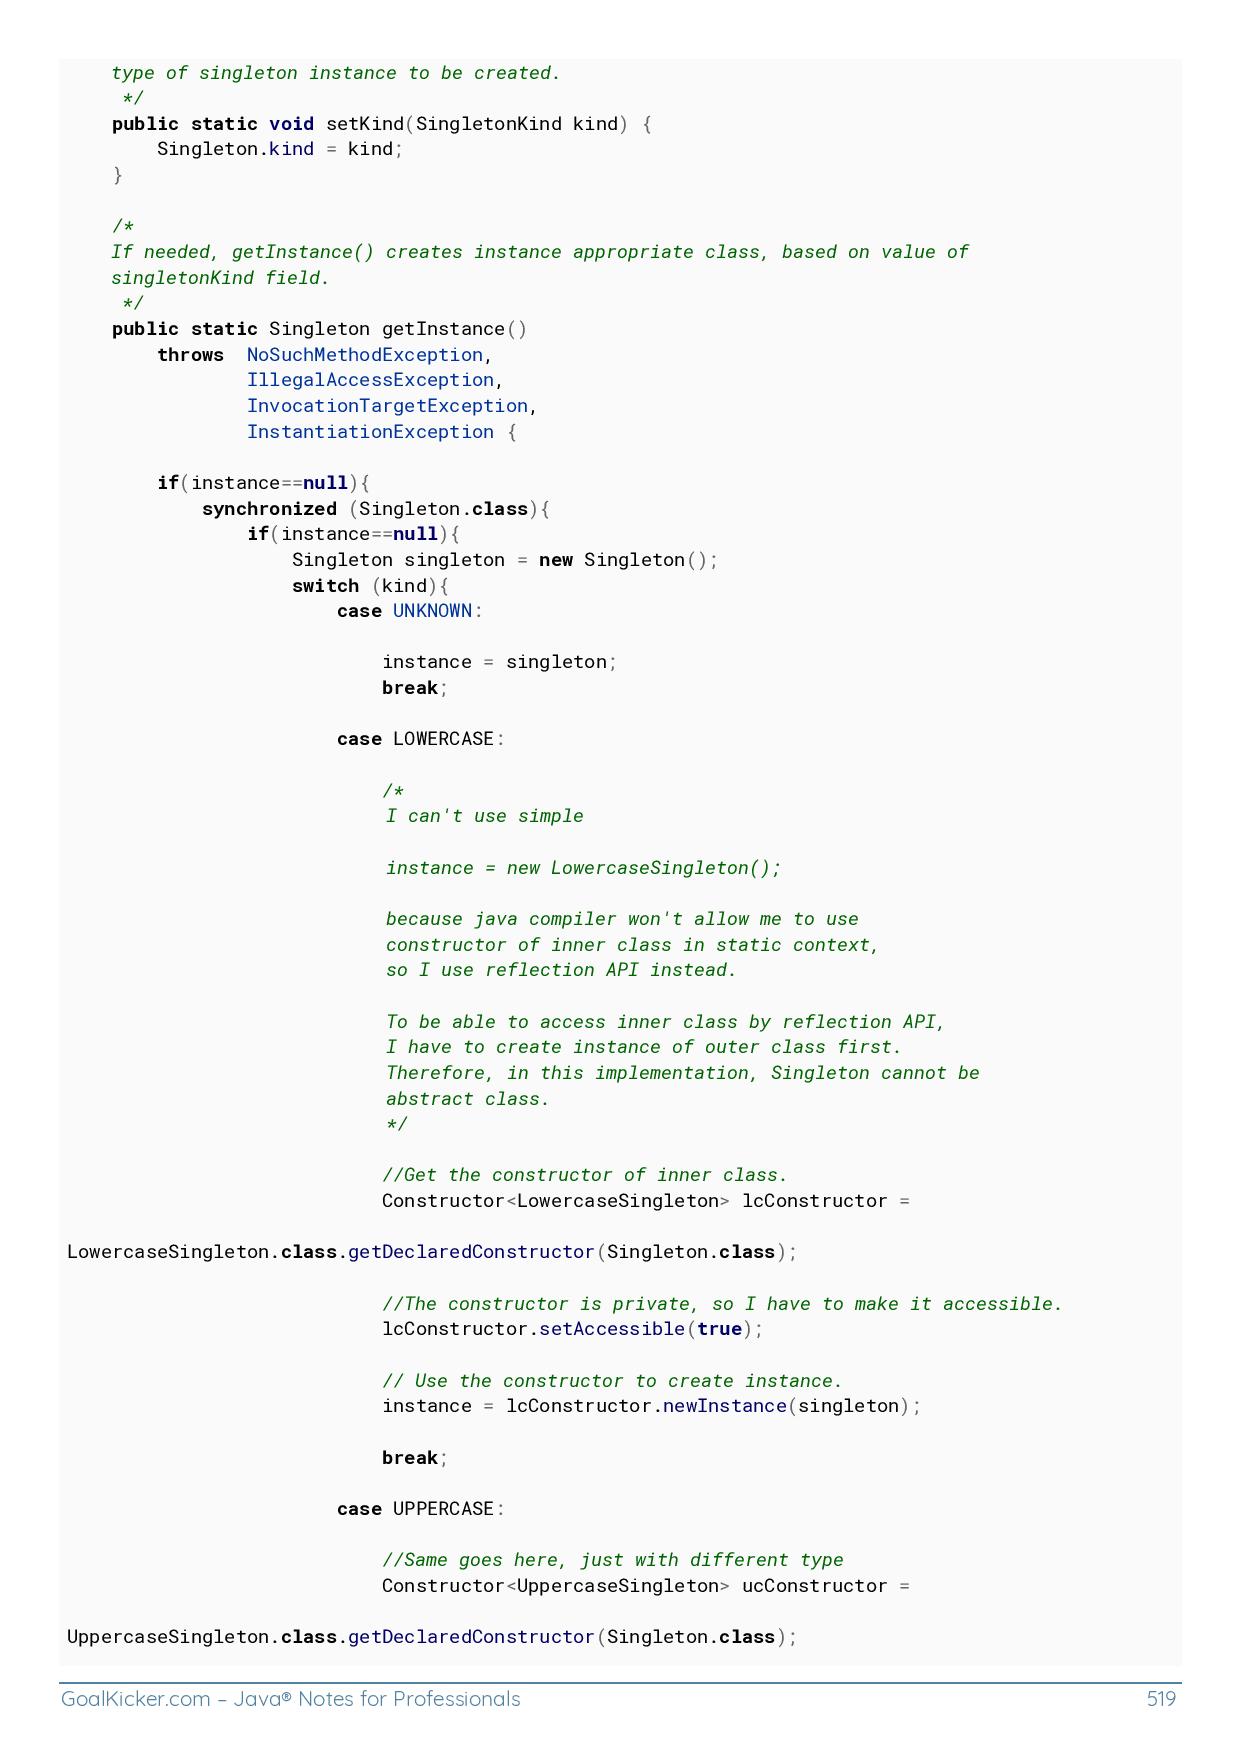 type of singleton instance to be created.
*/
public static void setKind(SingletonKind kind) {
Singleton.kind = kind;
}
/*
If needed, getInstance() creates instance appropriate class, based on value of
singletonKind field.
*/
public static Singleton getInstance()
throws  NoSuchMethodException,
IllegalAccessException,
InvocationTargetException,
InstantiationException {
if(instance==null){
synchronized (Singleton.class){
if(instance==null){
Singleton singleton = new Singleton();
switch (kind){
case UNKNOWN:
instance = singleton;
break;
case LOWERCASE:
/*
I can't use simple
instance = new LowercaseSingleton();
because java compiler won't allow me to use
constructor of inner class in static context,
so I use reflection API instead.
To be able to access inner class by reflection API,
I have to create instance of outer class first.
Therefore, in this implementation, Singleton cannot be
abstract class.
*/
//Get the constructor of inner class.
Constructor<LowercaseSingleton> lcConstructor =
LowercaseSingleton.class.getDeclaredConstructor(Singleton.class);
//The constructor is private, so I have to make it accessible.
lcConstructor.setAccessible(true);
// Use the constructor to create instance.
instance = lcConstructor.newInstance(singleton);
break;
case UPPERCASE:
//Same goes here, just with different type
Constructor<UppercaseSingleton> ucConstructor =
UppercaseSingleton.class.getDeclaredConstructor(Singleton.class);
GoalKicker.com – Java® Notes for Professionals 519